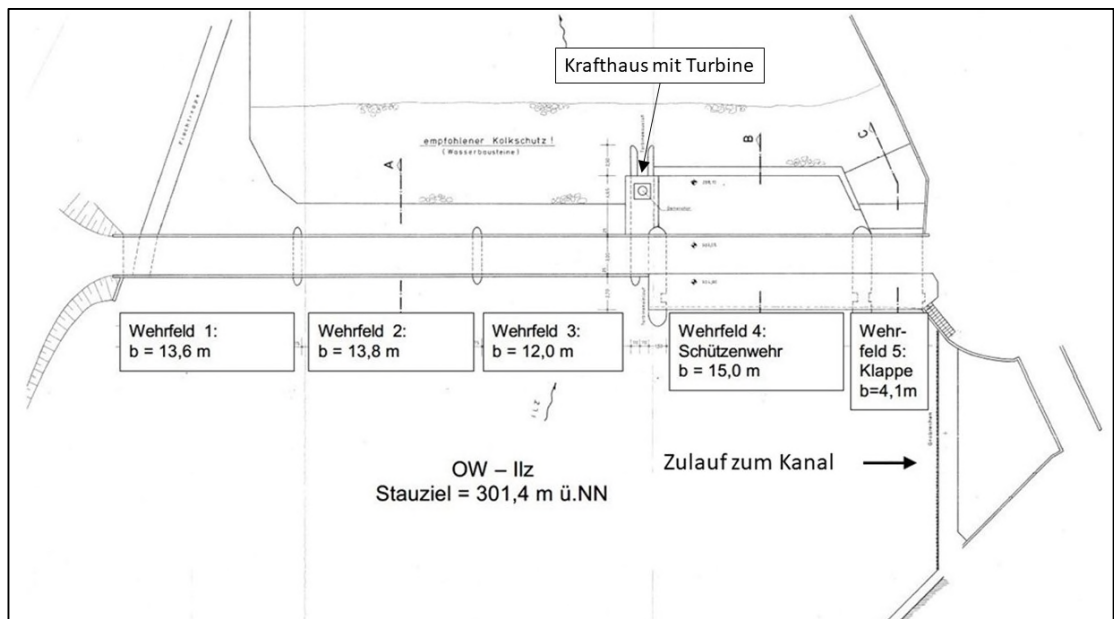 Krafthaus mit Turbine
empfohlener Kolkschutz !
(Wasserbausteine)
A
B
C
Wehrfeld 1:
b = 13,6 m
Wehrfeld 2:
b = 13,8 m
Wehrfeld 3:
b = 12,0 m
Wehrfeld 4:
Schützenwehr
b = 15,0 m
Wehr-
feld 5:
Klappe
b=4,1m
ILZ
Zulauf zum Kanal
OW – Ilz
Stauziel = 301,4 m ü.NN